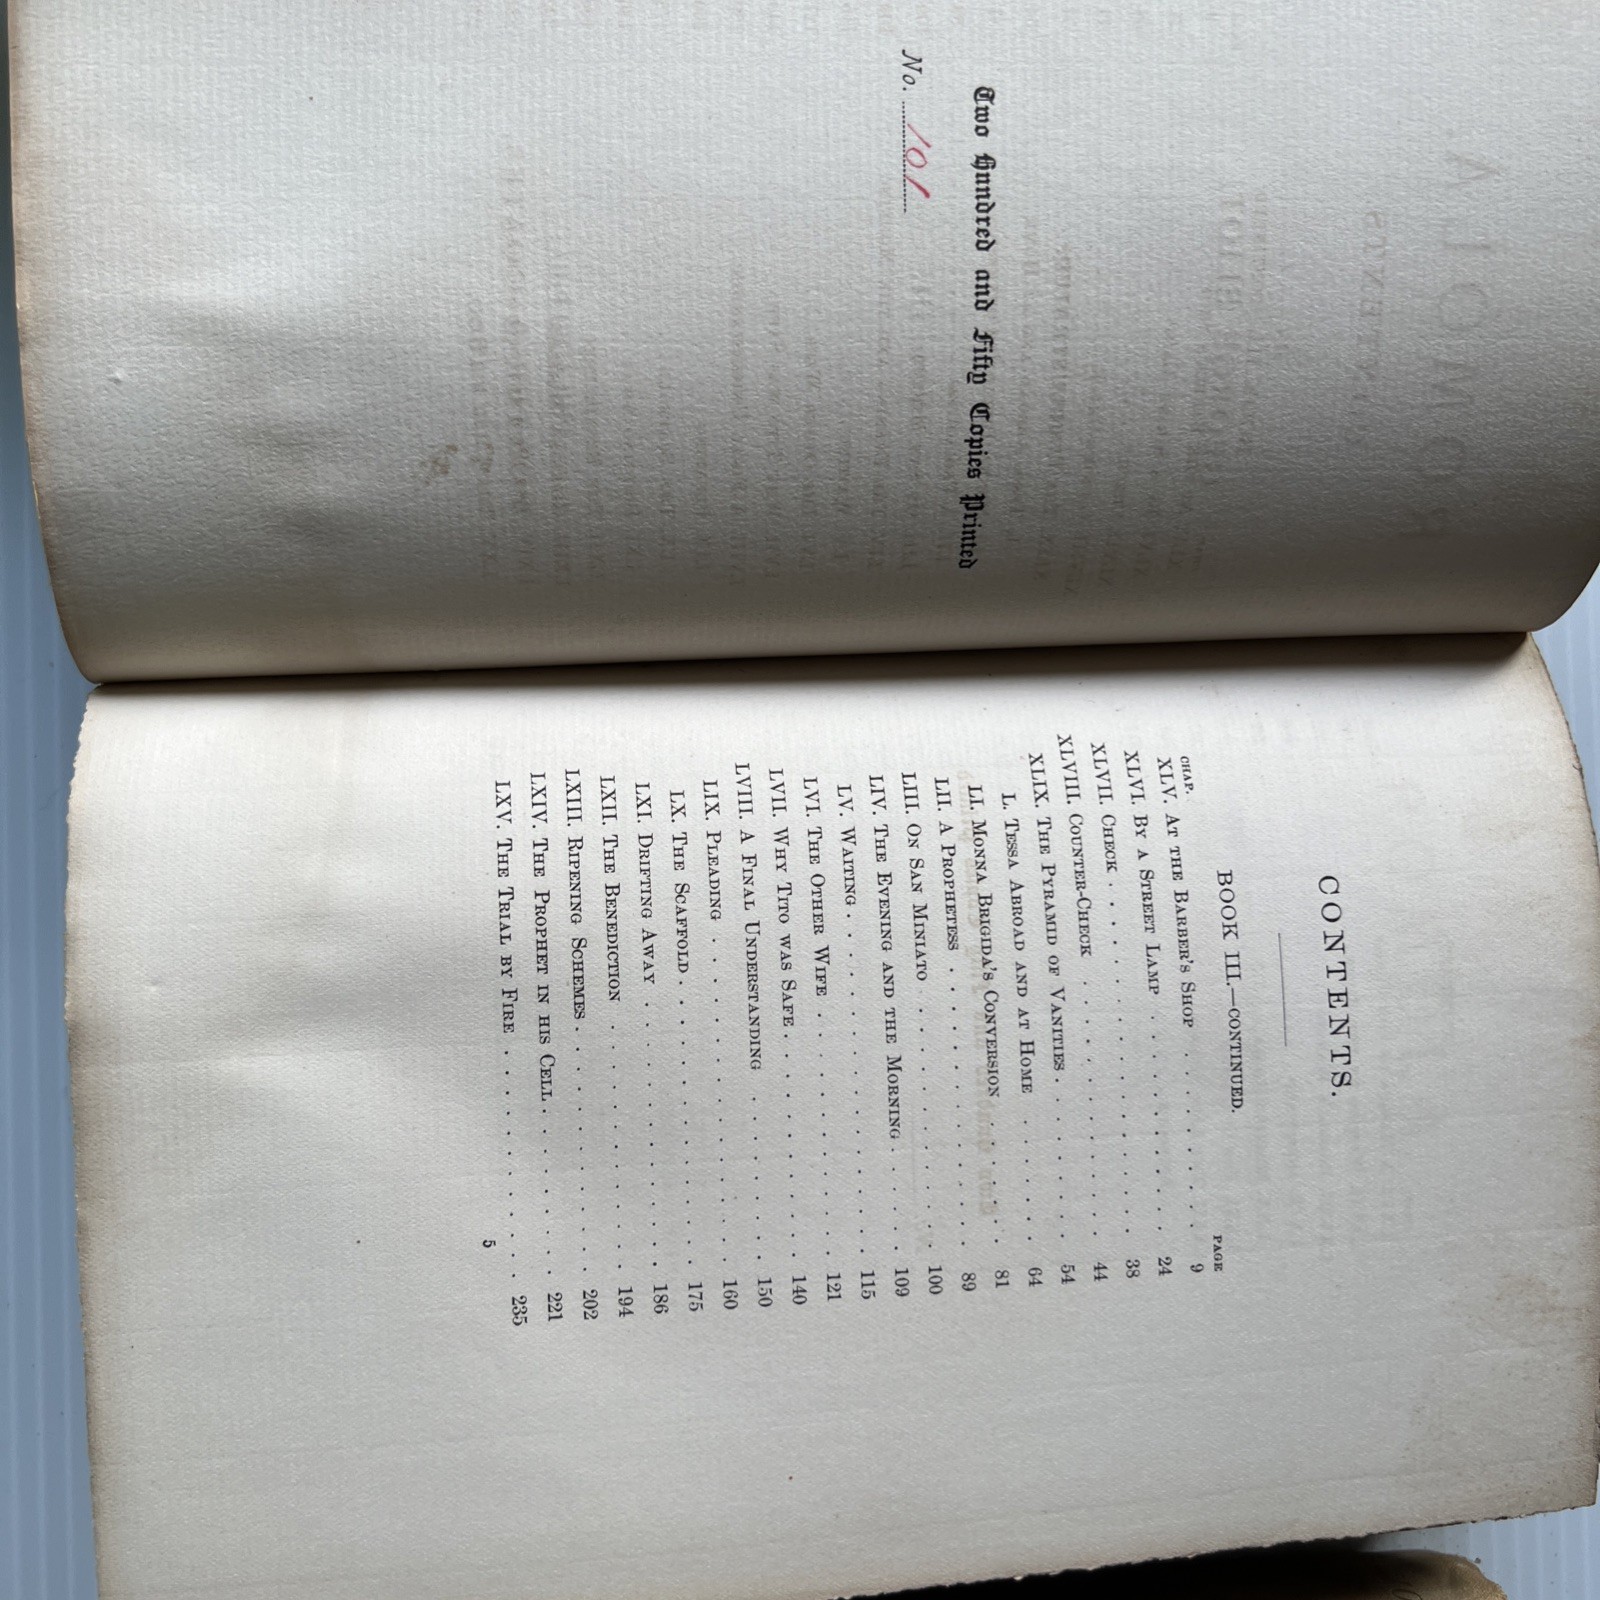 Two Hundred and Fifty Copies Printed
No. 101
CONTENTS.
BOOK III.—CONTINUED.
CHAP. PAGE
XLV. AT THE BARBER'S SHOP . . . . . . . . 9
XLVI. BY A STREET LAMP . . . . . . . . . 24
XLVII. CHECK . . . . . . . . . . . . . 38
XLVIII. COUNTER-CHECK . . . . . . . . . . 44
XLIX. THE PYRAMID OF VANITIES . . . . . . . 54
L. TESSA ABROAD AND AT HOME . . . . . . 64
LI. MONNA BRIGIDA'S CONVERSION . . . . . 81
LII. A PROPHETESS . . . . . . . . . . . 89
LIII. ON SAN MINIATO . . . . . . . . . . 100
LIV. THE EVENING AND THE MORNING . . . . . 109
LV. WAITING . . . . . . . . . . . . . 115
LVI. THE OTHER WIFE . . . . . . . . . . 121
LVII. WHY TITO WAS SAFE . . . . . . . . . 140
LVIII. A FINAL UNDERSTANDING . . . . . . . 150
LIX. PLEADING . . . . . . . . . . . . 160
LX. THE SCAFFOLD . . . . . . . . . . . 175
LXI. DRIFTING AWAY . . . . . . . . . . 186
LXII. THE BENEDICTION . . . . . . . . . 194
LXIII. RIPENING SCHEMES . . . . . . . . . 202
LXIV. THE PROPHET IN HIS CELL . . . . . . . 221
LXV. THE TRIAL BY FIRE . . . . . . . . . 235
5